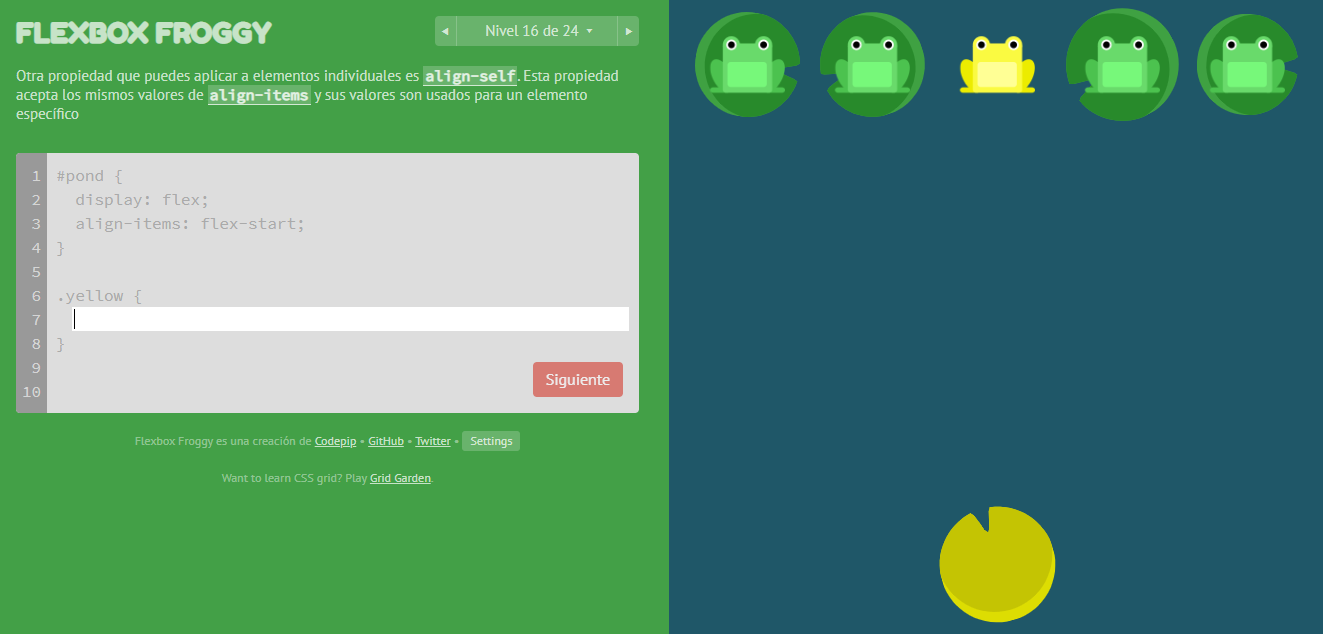 FLEXBOX FROGGY
◄ Nivel 16 de 24 ▾ ►
Otra propiedad que puedes aplicar a elementos individuales es align-self. Esta propiedad
acepta los mismos valores de align-items y sus valores son usados para un elemento
específico
1 #pond {
2   display: flex;
3   align-items: flex-start;
4 }
5
6 .yellow {
7
8 }
9
10
Siguiente
Flexbox Froggy es una creación de Codepip • GitHub • Twitter • Settings
Want to learn CSS grid? Play Grid Garden.